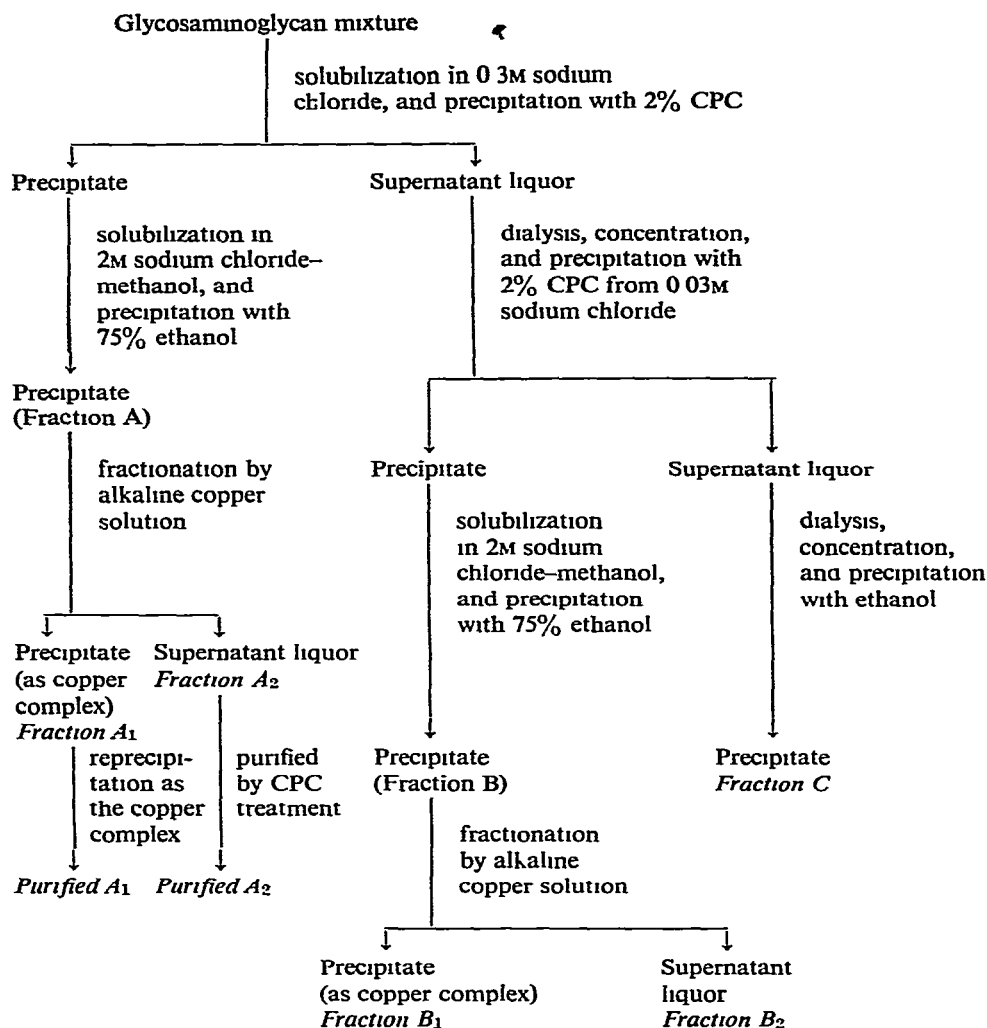 Glycosaminoglycan mixture
solubilization in 0 3M sodium
chloride, and precipitation with 2% CPC
Precipitate
Supernatant liquor
solubilization in
2M sodium chloride–
methanol, and
precipitation with
75% ethanol
dialysis, concentration,
and precipitation with
2% CPC from 0 03M
sodium chloride
Precipitate
(Fraction A)
fractionation by
alkaline copper
solution
Precipitate
Supernatant liquor
solubilization
in 2M sodium
chloride–methanol,
and precipitation
with 75% ethanol
dialysis,
concentration,
and precipitation
with ethanol
Precipitate
(as copper
complex)
Fraction A1
Supernatant liquor
Fraction A2
reprecipi-
tation as
the copper
complex
purified
by CPC
treatment
Precipitate
(Fraction B)
Precipitate
Fraction C
Purified A1
Purified A2
fractionation
by alkaline
copper solution
Precipitate
(as copper complex)
Fraction B1
Supernatant
liquor
Fraction B2